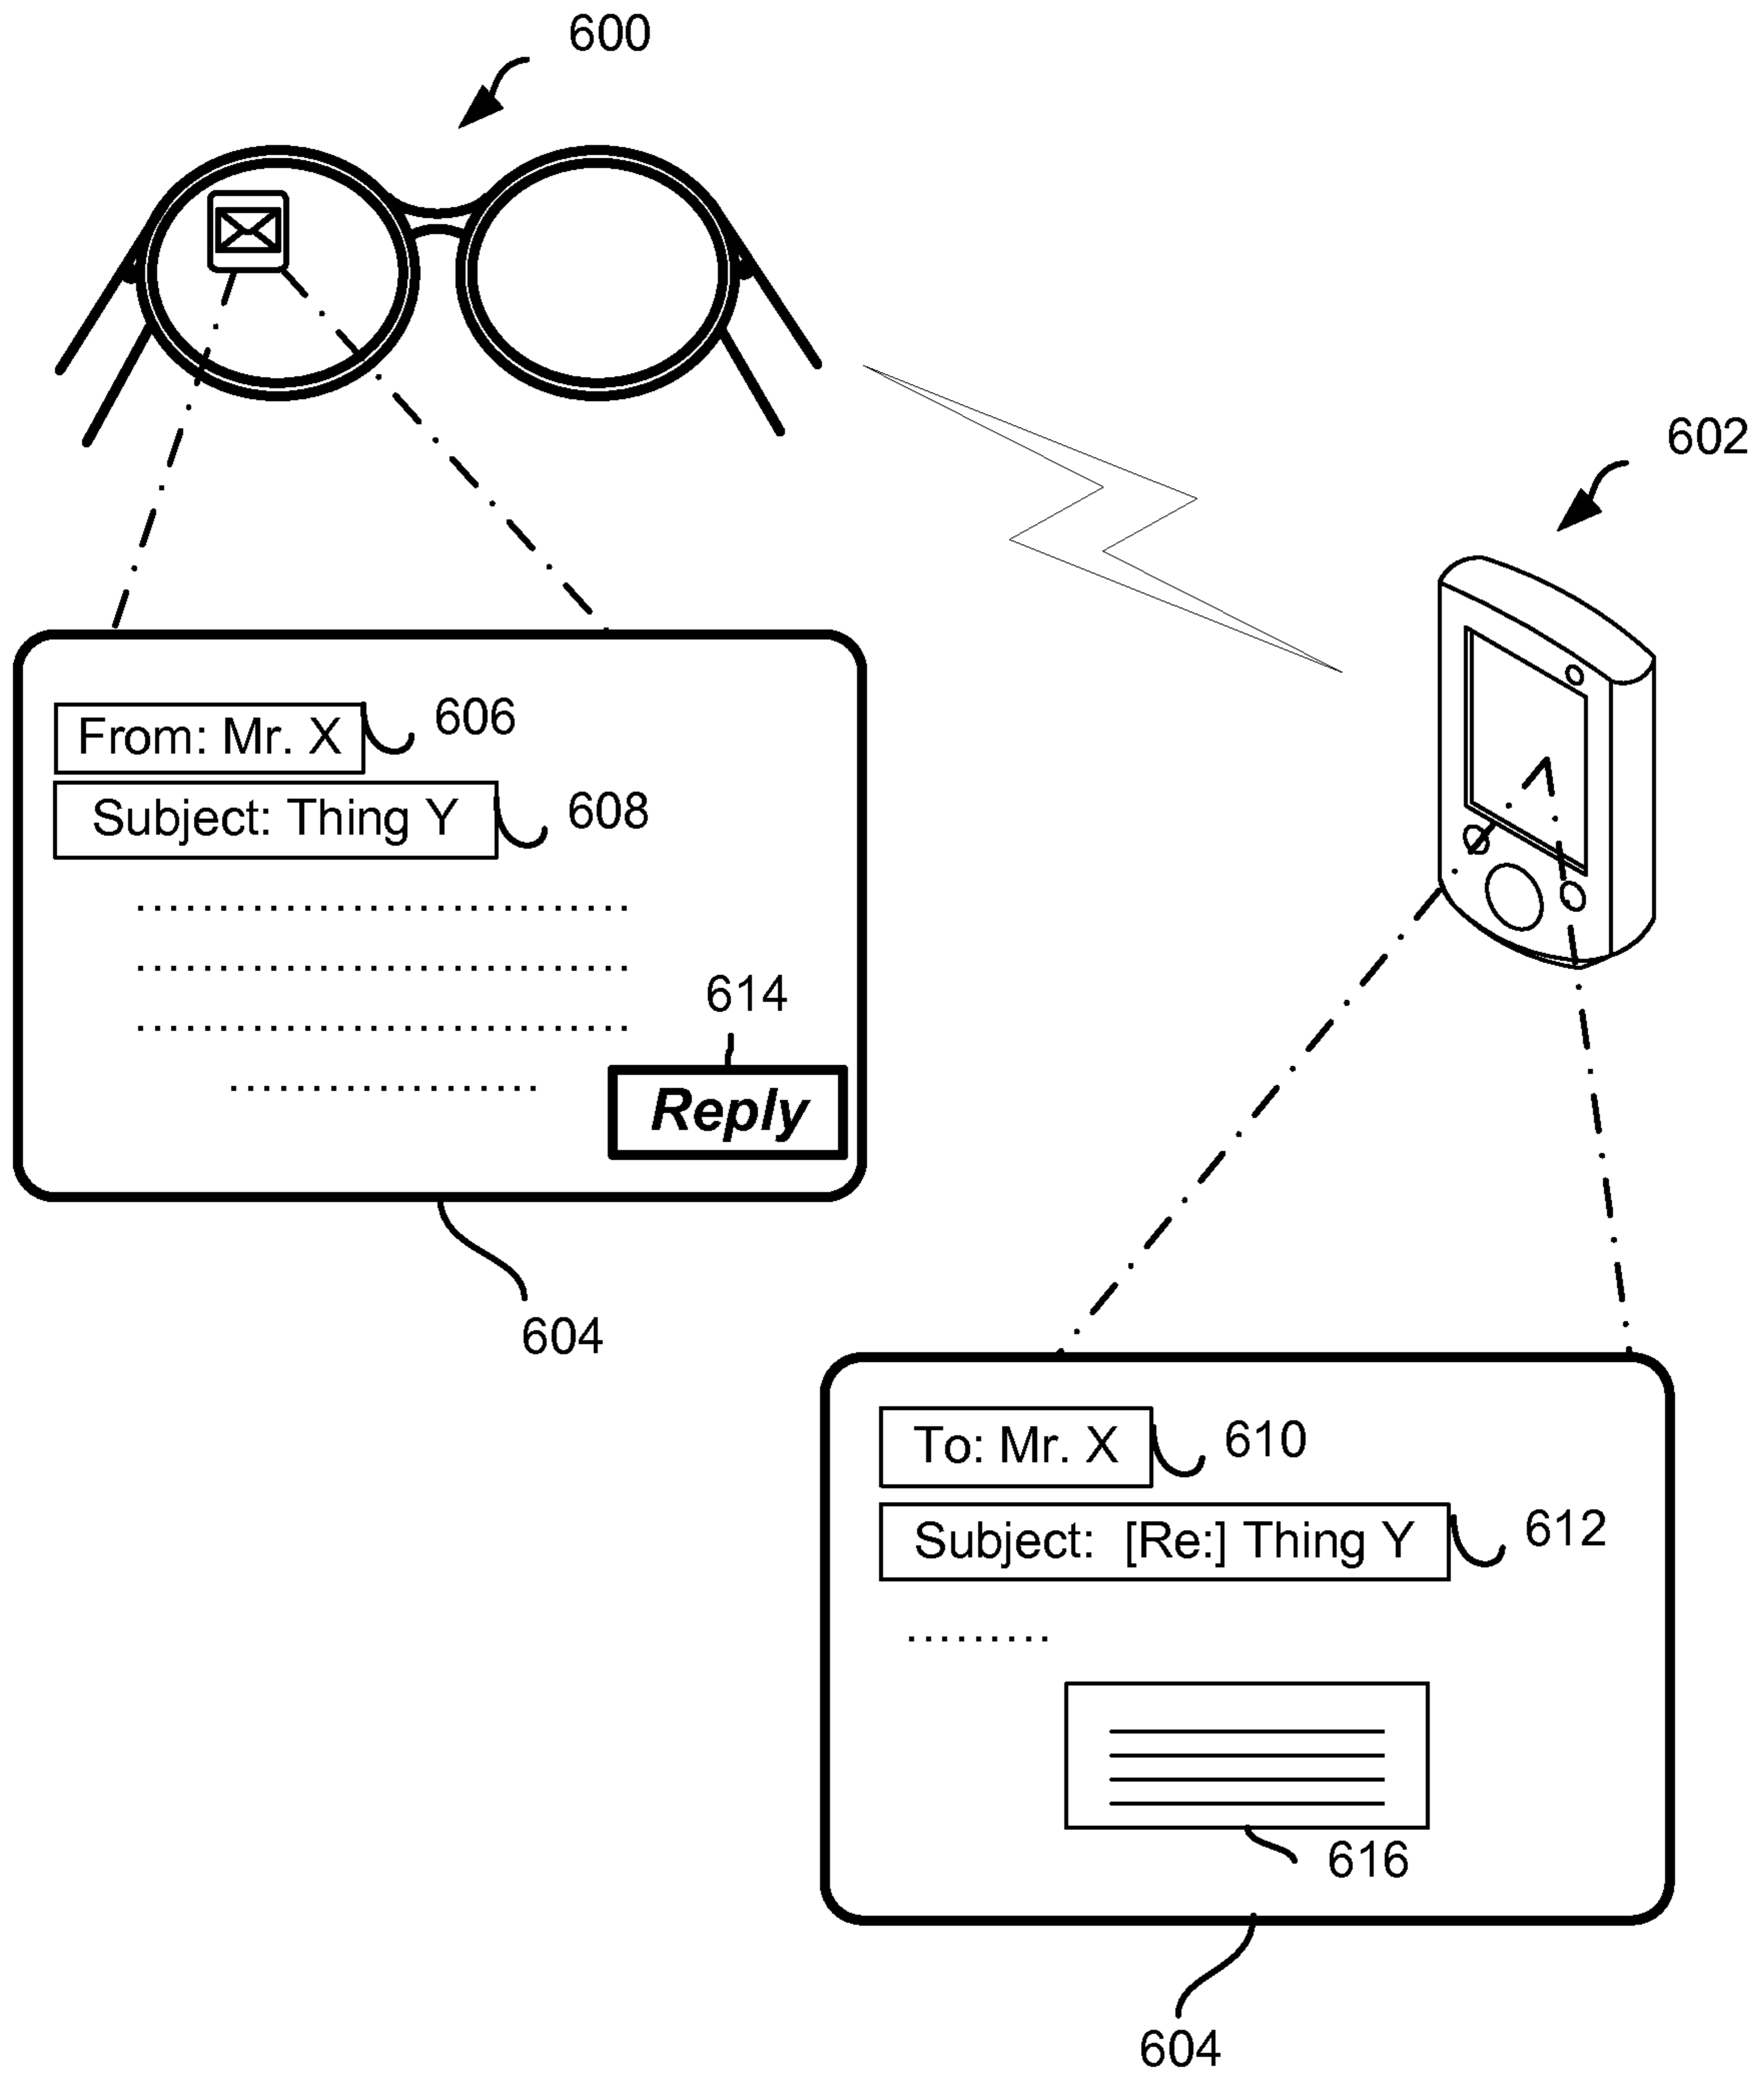 600
602
From: Mr. X
606
Subject: Thing Y
608
614
Reply
604
To: Mr. X
610
Subject: [Re:] Thing Y
612
616
604